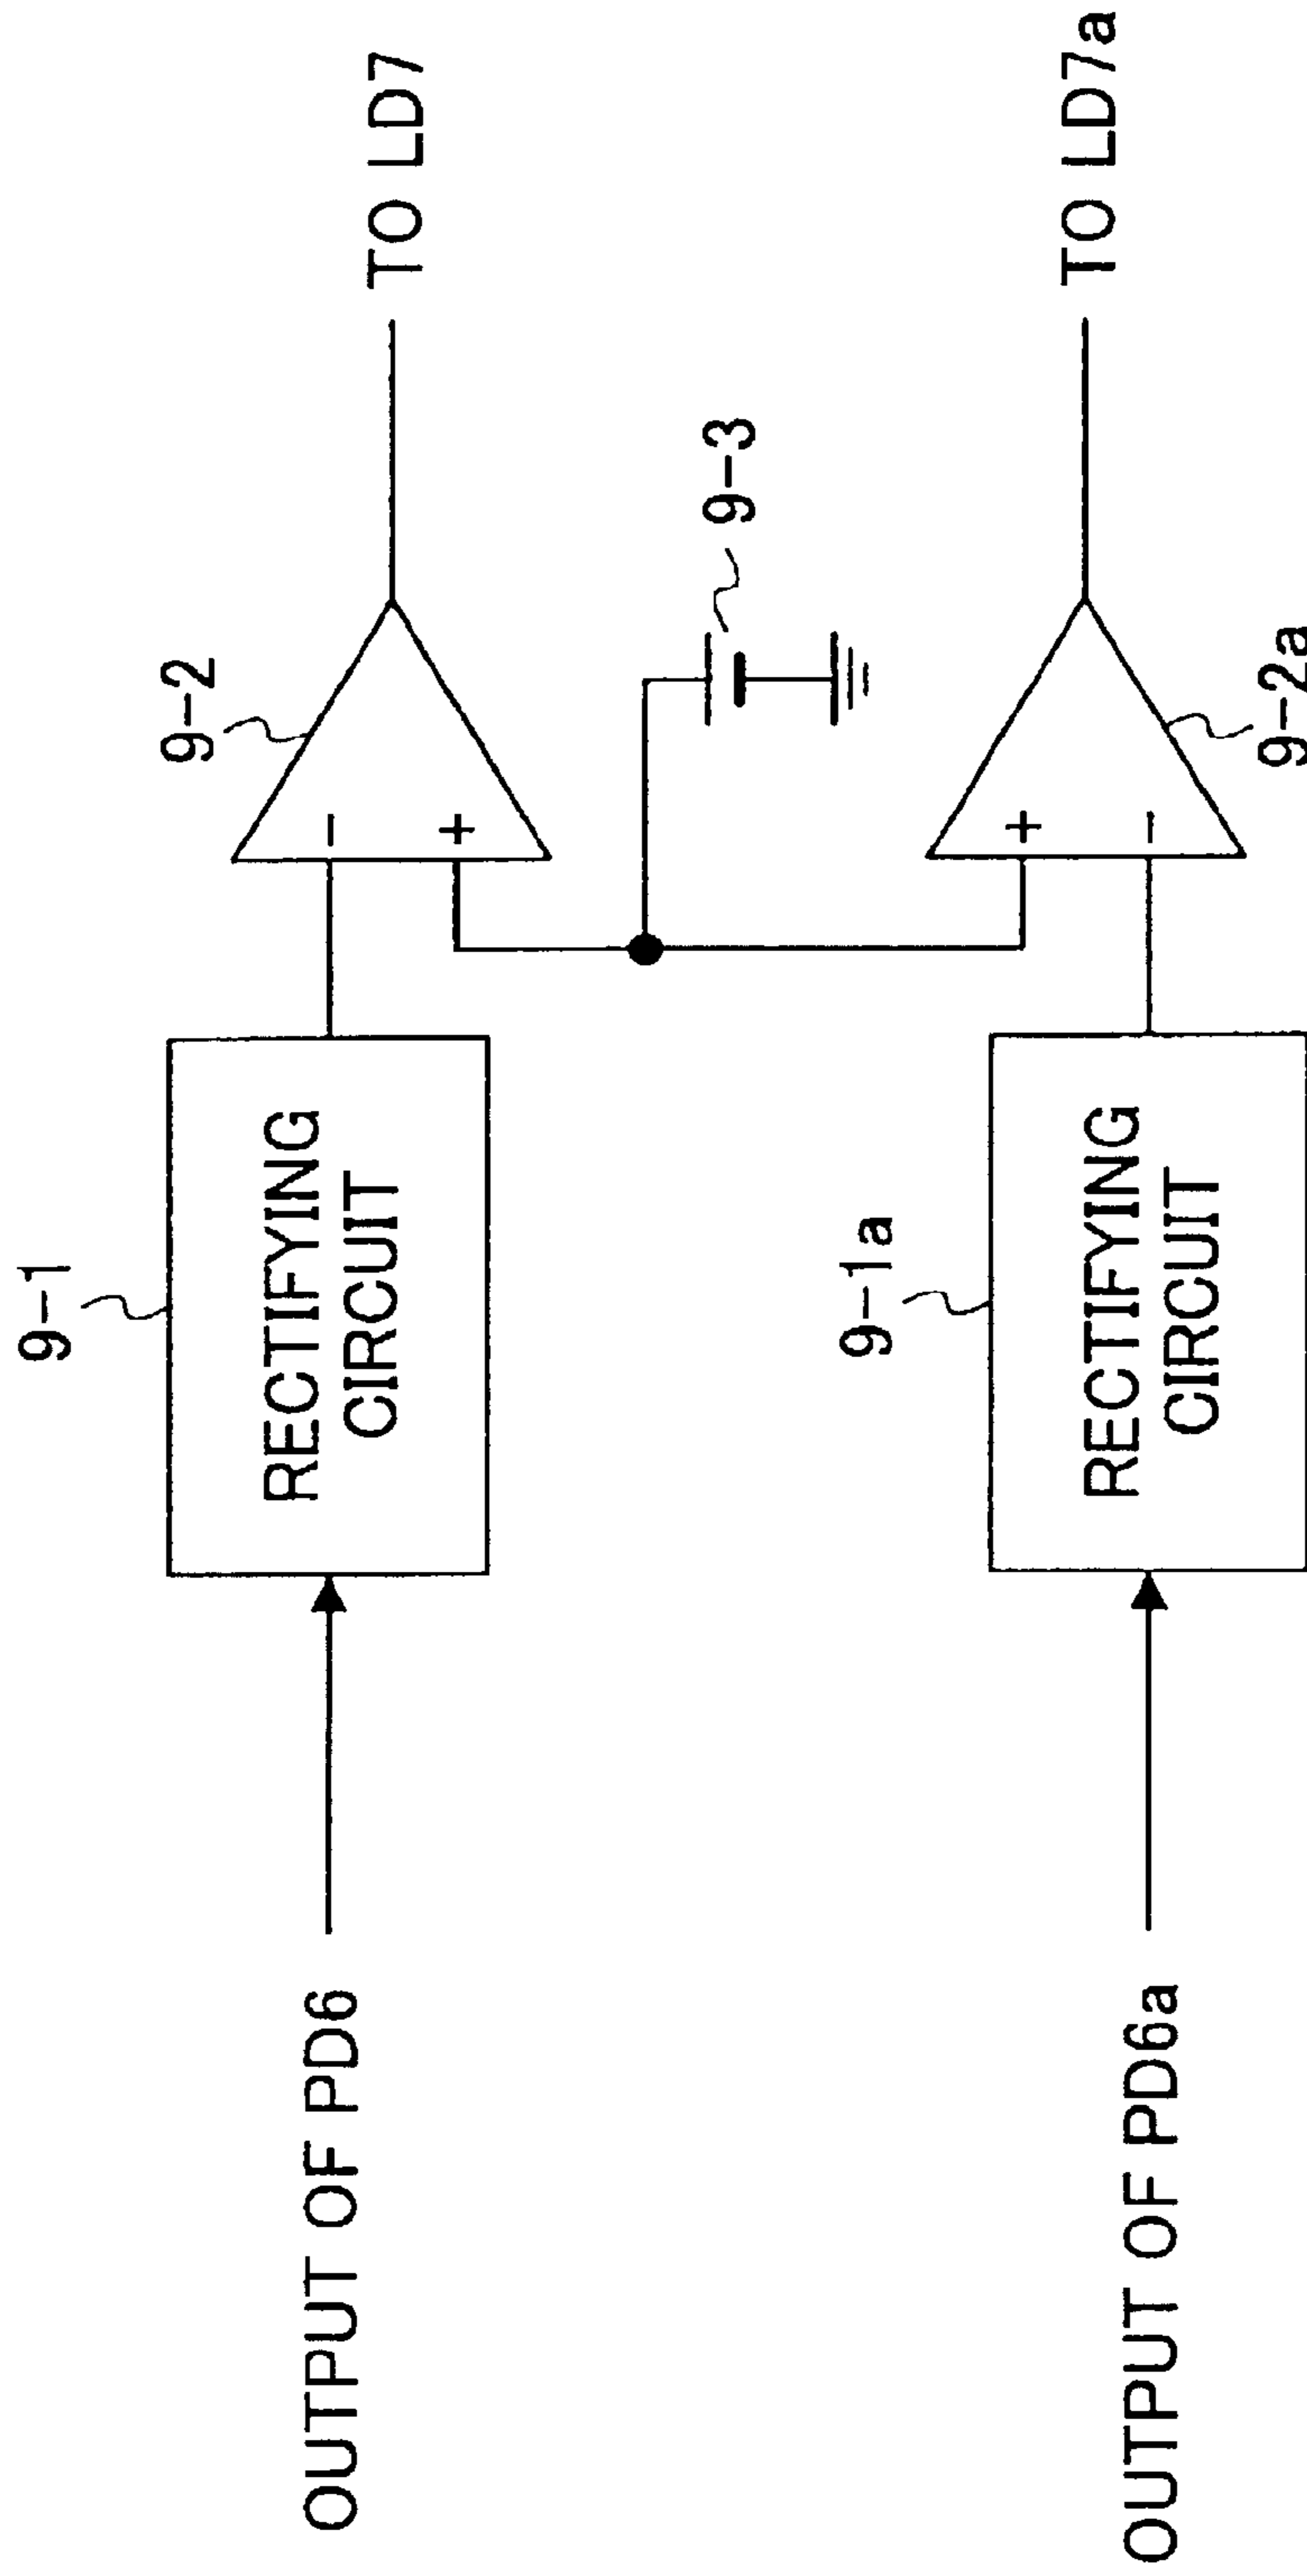 OUTPUT OF PD6
9-1
RECTIFYING
CIRCUIT
9-2
-
+
TO LD7
9-3
OUTPUT OF PD6a
9-1a
RECTIFYING
CIRCUIT
+
-
9-2a
TO LD7a